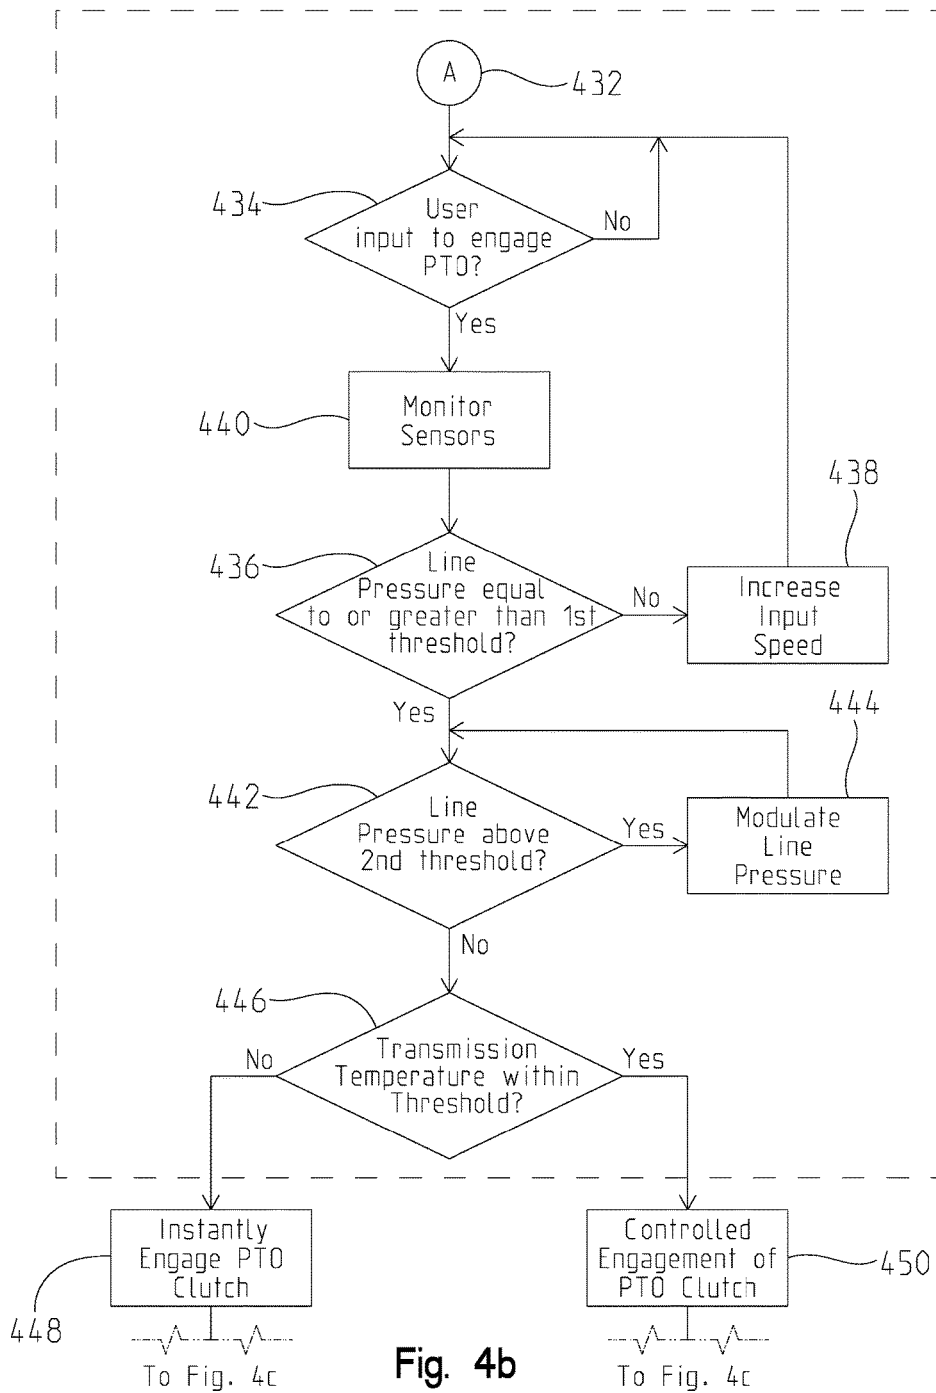 A
432
434
User
input to engage
PTO?
No
Yes
440
Monitor
Sensors
438
436
Line
Pressure equal
to or greater than 1st
threshold?
No
Increase
Input
Speed
Yes
444
442
Line
Pressure above
2nd threshold?
Yes
Modulate
Line
Pressure
No
446
No
Transmission
Temperature within
Threshold?
Yes
Instantly
Engage PTO
Clutch
Controlled
Engagement of
PTO Clutch
450
448
To Fig. 4c
Fig. 4b
To Fig. 4c